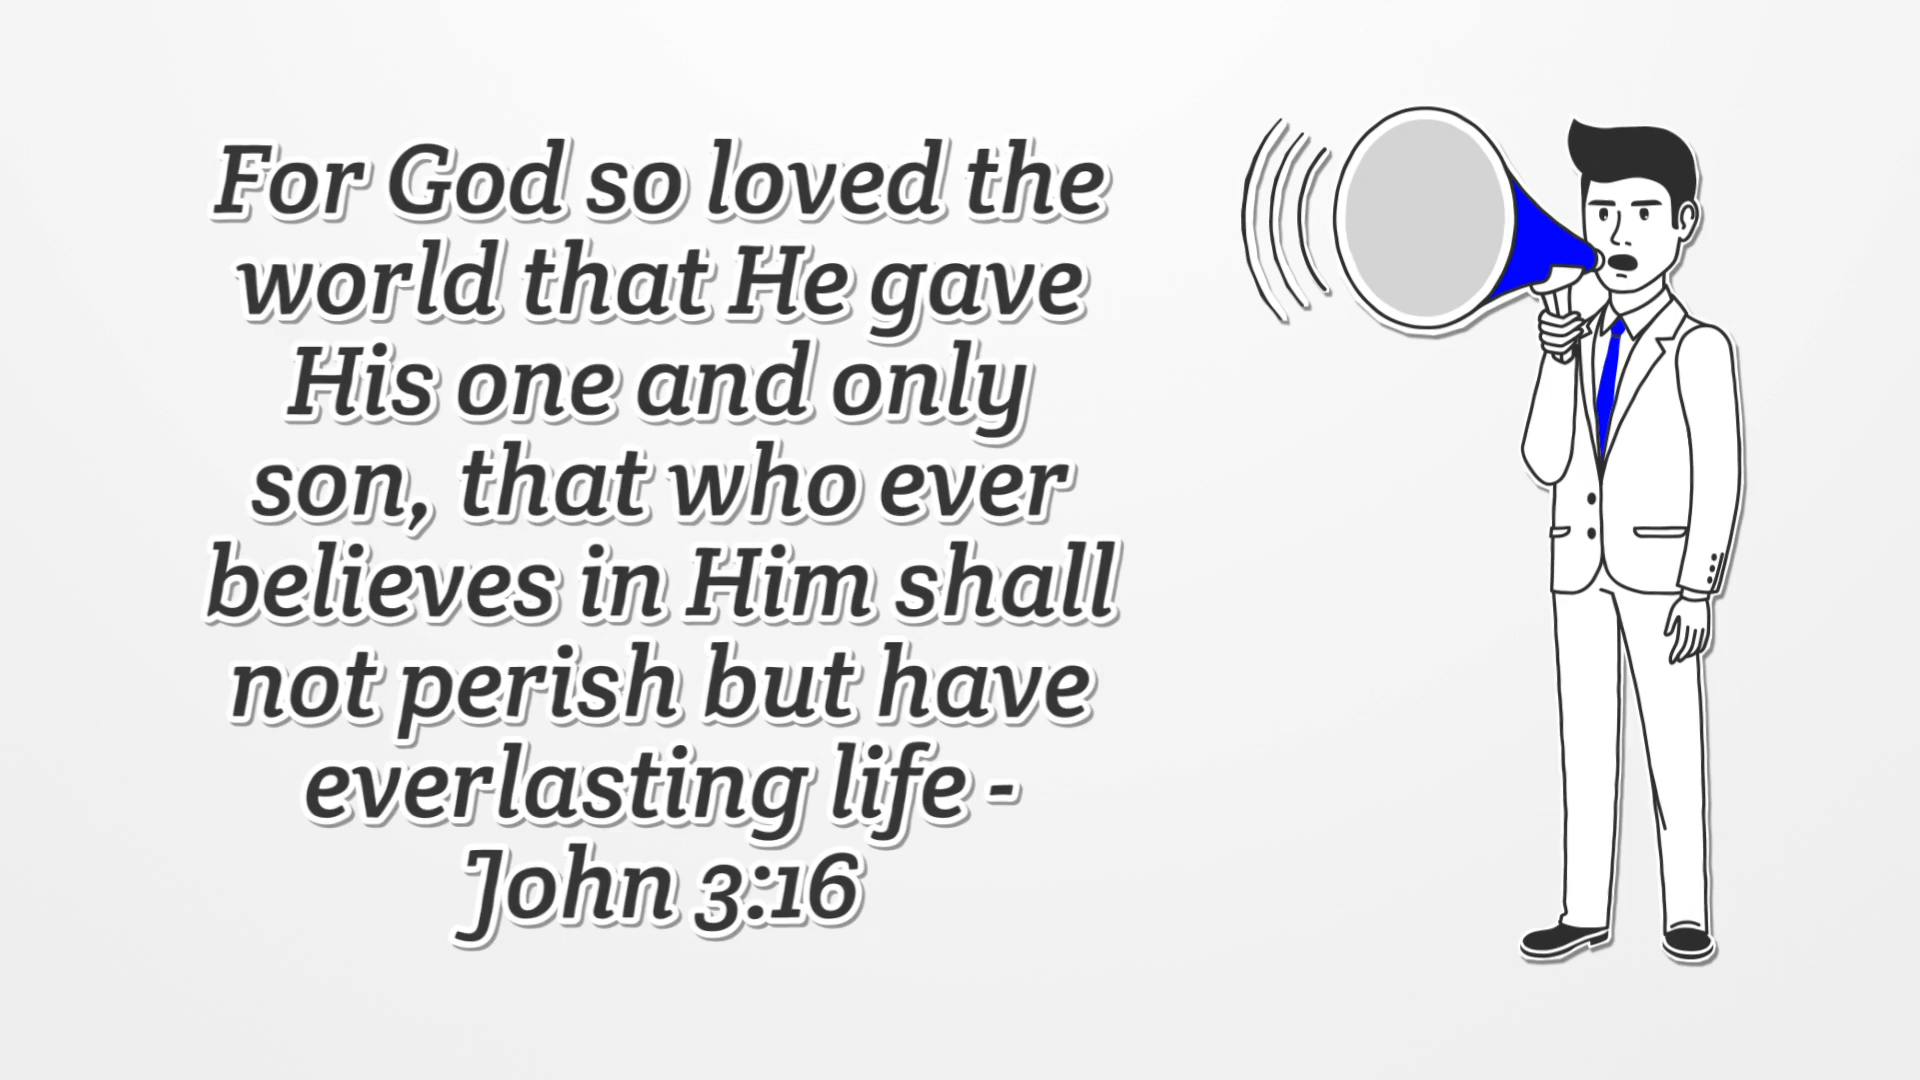 For God so loved the
world that He gave
His one and only
son, that who ever
believes in Him shall
not perish but have
everlasting life -
John 3:16